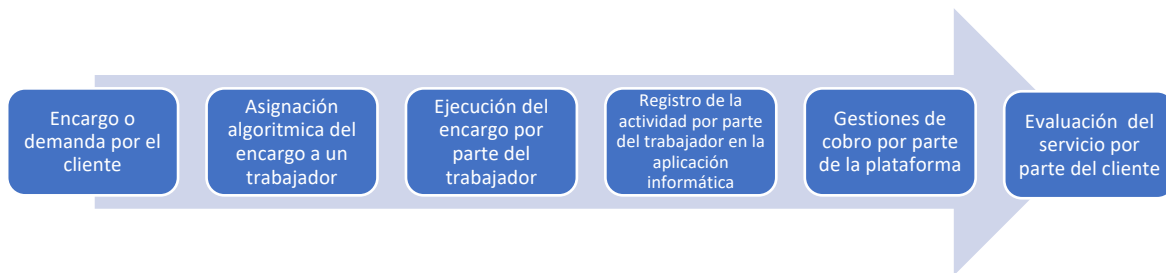 Encargo o
demanda por el
cliente
Asignación
algoritmica del
encargo a un
trabajador
Ejecución del
encargo por
parte del
trabajador
Registro de la
actividad por parte
del trabajador en la
aplicación
informática
Gestiones de
cobro por parte
de la plataforma
Evaluación del
servicio por
parte del cliente